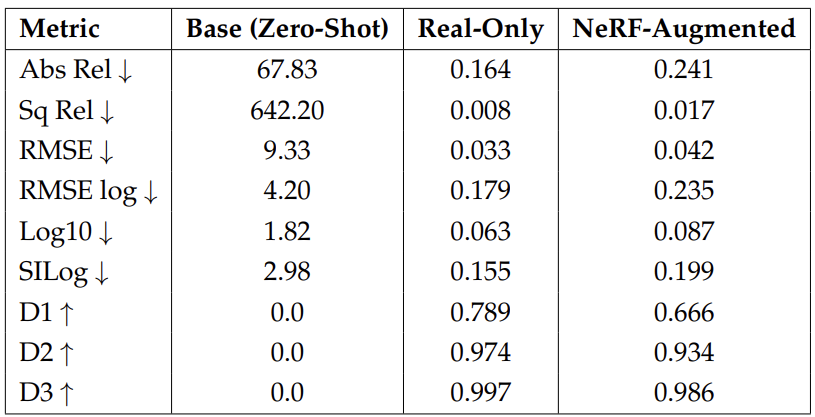 Metric Base (Zero-Shot) Real-Only NeRF-Augmented
Abs Rel ↓ 67.83 0.164 0.241
Sq Rel ↓ 642.20 0.008 0.017
RMSE ↓ 9.33 0.033 0.042
RMSE log ↓ 4.20 0.179 0.235
Log10 ↓ 1.82 0.063 0.087
SILog ↓ 2.98 0.155 0.199
D1 ↑ 0.0 0.789 0.666
D2 ↑ 0.0 0.974 0.934
D3 ↑ 0.0 0.997 0.986